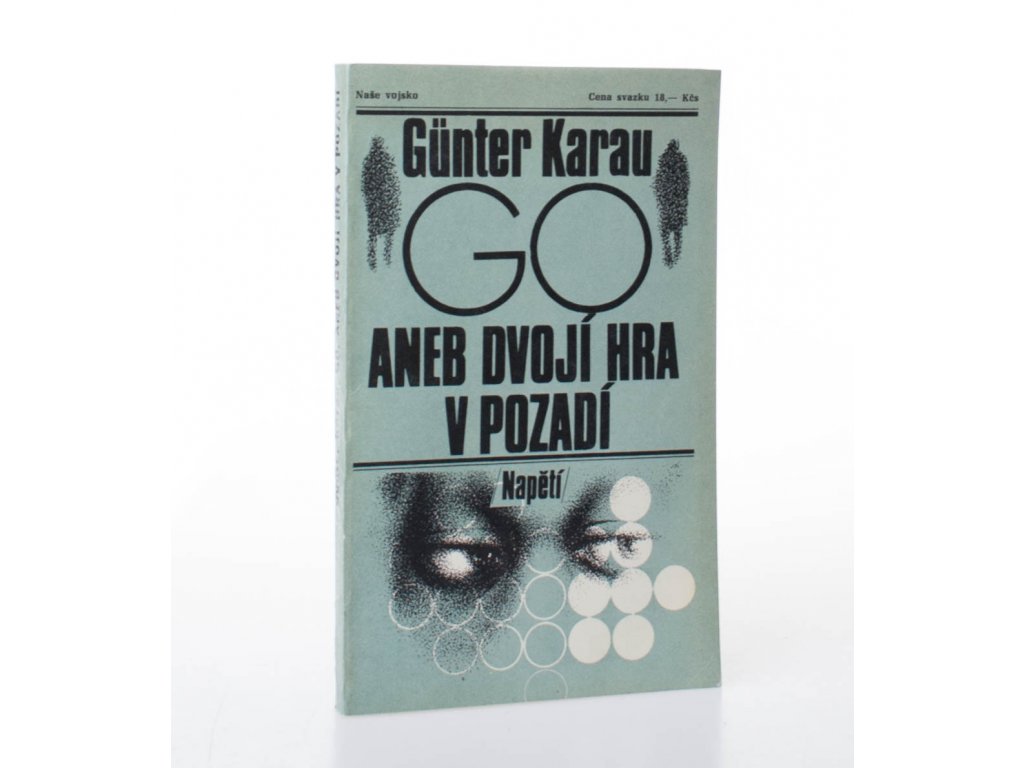 Naše vojsko Cena svazku 18,— Kčs
Günter Karau
GO
ANEB DVOJÍ HRA
V POZADÍ
Napětí